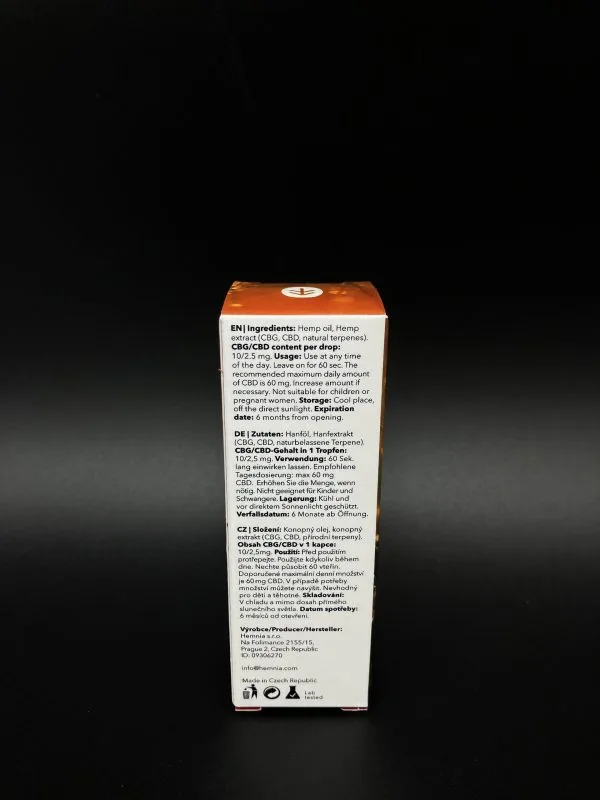 EN| Ingredients: Hemp oil, Hemp
extract (CBG, CBD, natural terpenes).
CBG/CBD content per drop:
10/2.5 mg. Usage: Use at any time
of the day. Leave on for 60 sec. The
recommended maximum daily amount
of CBD is 60 mg. Increase amount if
necessary. Not suitable for children or
pregnant women. Storage: Cool place,
off the direct sunlight. Expiration
date: 6 months from opening.
DE | Zutaten: Hanföl, Hanfextrakt
(CBG, CBD, naturbelassene Terpene).
CBG/CBD-Gehalt in 1 Tropfen:
10/2,5 mg. Verwendung: 60 Sek.
lang einwirken lassen. Empfohlene
Tagesdosierung: max 60 mg
CBD. Erhöhen Sie die Menge, wenn
nötig. Nicht geeignet für Kinder und
Schwangere. Lagerung: Kühl und
vor direktem Sonnenlicht geschützt.
Verfallsdatum: 6 Monate ab Öffnung.
CZ | Složení: Konopný olej, konopný
extrakt (CBG, CBD, přírodní terpeny).
Obsah CBG/CBD v 1 kapce:
10/2,5mg. Použití: Před použitím
protřepejte. Použijte kdykoliv během
dne. Nechte působit 60 vteřin.
Doporučené maximální denní množství
je 60 mg CBD. V případě potřeby
množství můžete navýšit. Nevhodný
pro děti a těhotné. Skladování:
V chladu a mimo dosah přímého
slunečního světla. Datum spotřeby:
6 měsíců od otevření.
Výrobce/Producer/Hersteller:
Hemnia s.r.o.
Na Folimance 2155/15,
Prague 2, Czech Republic
ID: 09306270
info@hemnia.com
Made in Czech Republic
Lab
tested